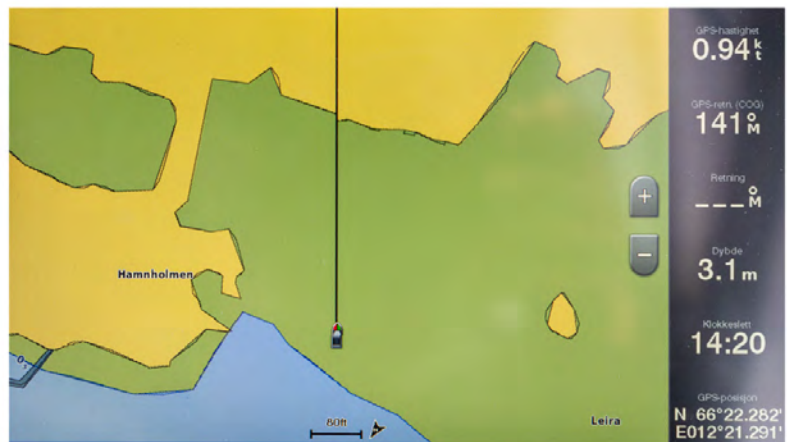 Hamnholmen
0₅
80ft
Leira
+
−
GPS-hastighet
0.94 kt
GPS-retn. (COG)
141°M
Retning
---°M
Dybde
3.1 m
Klokkeslett
14:20
GPS-posisjon
N 66°22.282'
E012°21.291'